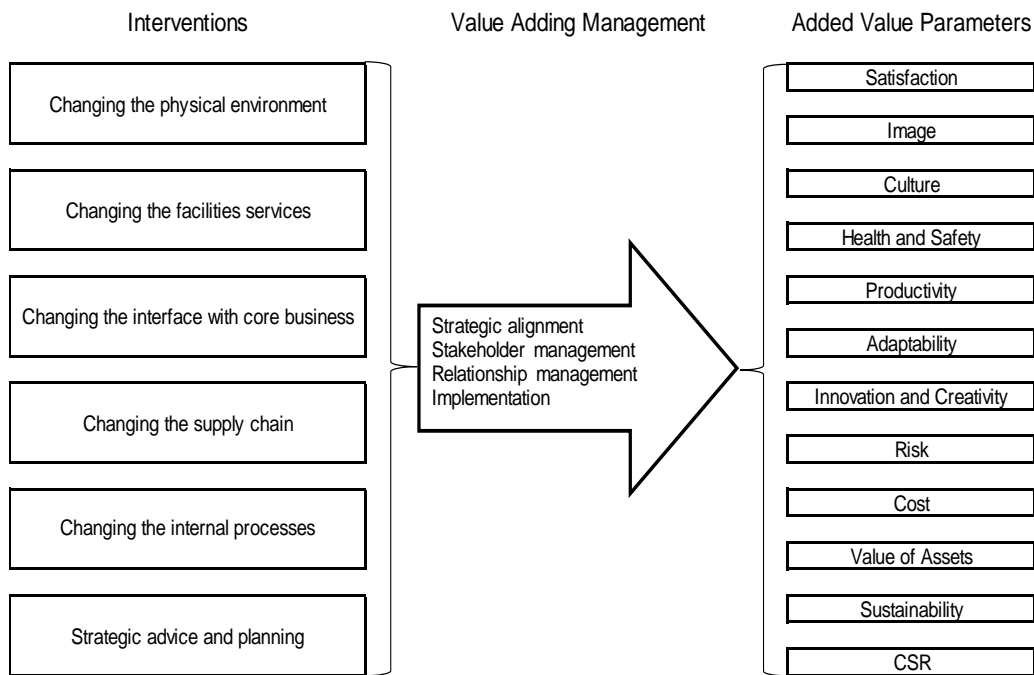 Interventions
Value Adding Management
Added Value Parameters
Changing the physical environment
Changing the facilities services
Changing the interface with core business
Changing the supply chain
Changing the internal processes
Strategic advice and planning
Strategic alignment
Stakeholder management
Relationship management
Implementation
Satisfaction
Image
Culture
Health and Safety
Productivity
Adaptability
Innovation and Creativity
Risk
Cost
Value of Assets
Sustainability
CSR